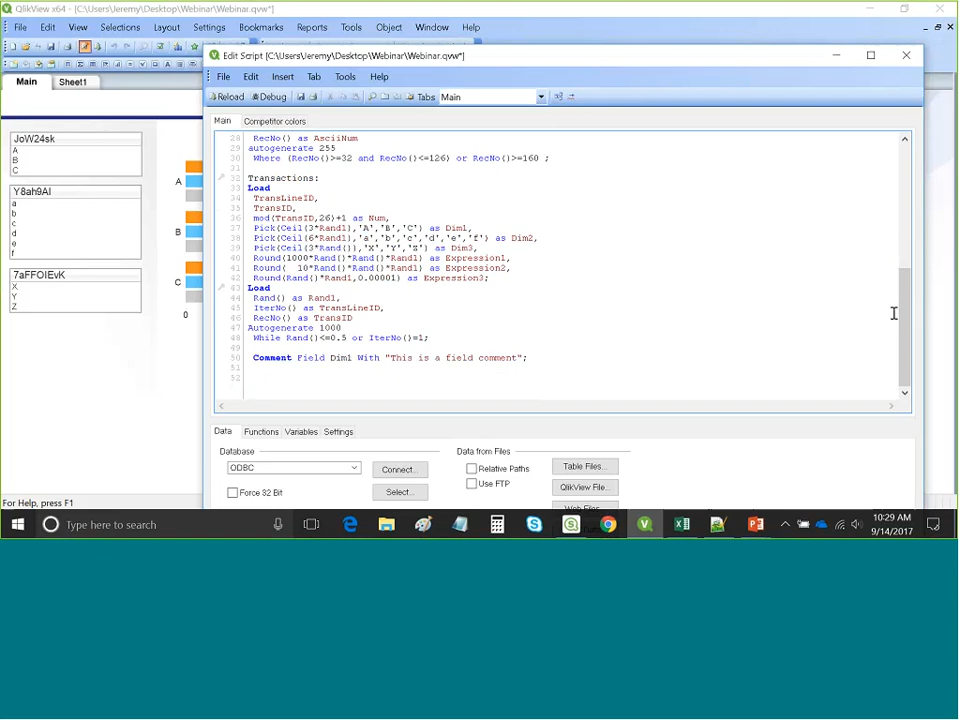 QlikView x64 - [C:\Users\Jeremy\Desktop\Webinar\Webinar.qvw*]
File Edit View Selections Layout Settings Bookmarks Reports Tools Object Window Help
Main Sheet1
JoW24sk
A
B
C
Y8ah9AI
a
b
c
d
e
f
7aFFOIEvK
X
Y
Z
A
B
C
0
Edit Script [C:\Users\Jeremy\Desktop\Webinar\Webinar.qvw*]
File Edit Insert Tab Tools Help
Reload Debug Tabs Main
Main Competitor colors
28 RecNo() as AsciiNum
29 autogenerate 255
30 Where (RecNo()>=32 and RecNo()<=126) or RecNo()>=160 ;
31
32 Transactions:
33 Load
34 TransLineID,
35 TransID,
36 mod(TransID,26)+1 as Num,
37 Pick(Ceil(3*Rand1),'A','B','C') as Dim1,
38 Pick(Ceil(6*Rand1),'a','b','c','d','e','f') as Dim2,
39 Pick(Ceil(3*Rand()),'X','Y','Z') as Dim3,
40 Round(1000*Rand()*Rand()*Rand1) as Expression1,
41 Round( 10*Rand()*Rand()*Rand1) as Expression2,
42 Round(Rand()*Rand1,0.00001) as Expression3;
43 Load
44 Rand() as Rand1,
45 IterNo() as TransLineID,
46 RecNo() as TransID
47 Autogenerate 1000
48 While Rand()<=0.5 or IterNo()=1;
49
50 Comment Field Dim1 With "This is a field comment";
51
52
Data Functions Variables Settings
Database
ODBC
Connect...
Force 32 Bit
Select...
Data from Files
Relative Paths
Table Files...
Use FTP
QlikView File...
Web Files...
For Help, press F1
Type here to search
10:29 AM
9/14/2017